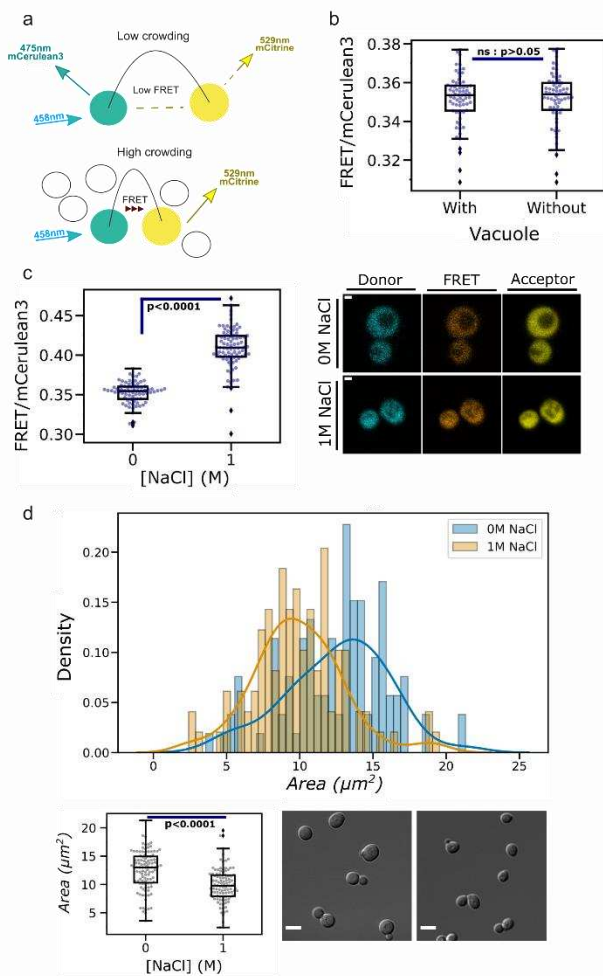 a
Low crowding
475nm
mCerulean3
529nm
mCitrine
Low FRET
458nm
High crowding
529nm
mCitrine
FRET
458nm
b
FRET/mCerulean3
0.38
0.36
0.34
0.32
ns : p>0.05
With
Without
Vacuole
c
FRET/mCerulean3
0.45
0.40
0.35
0.30
p<0.0001
0
1
[NaCl] (M)
Donor
FRET
Acceptor
0M NaCl
1M NaCl
d
Density
0.20
0.15
0.10
0.05
0.00
0M NaCl
1M NaCl
0
5
10
15
20
25
Area (μm²)
Area (μm²)
20
15
10
5
p<0.0001
0
1
[NaCl] (M)